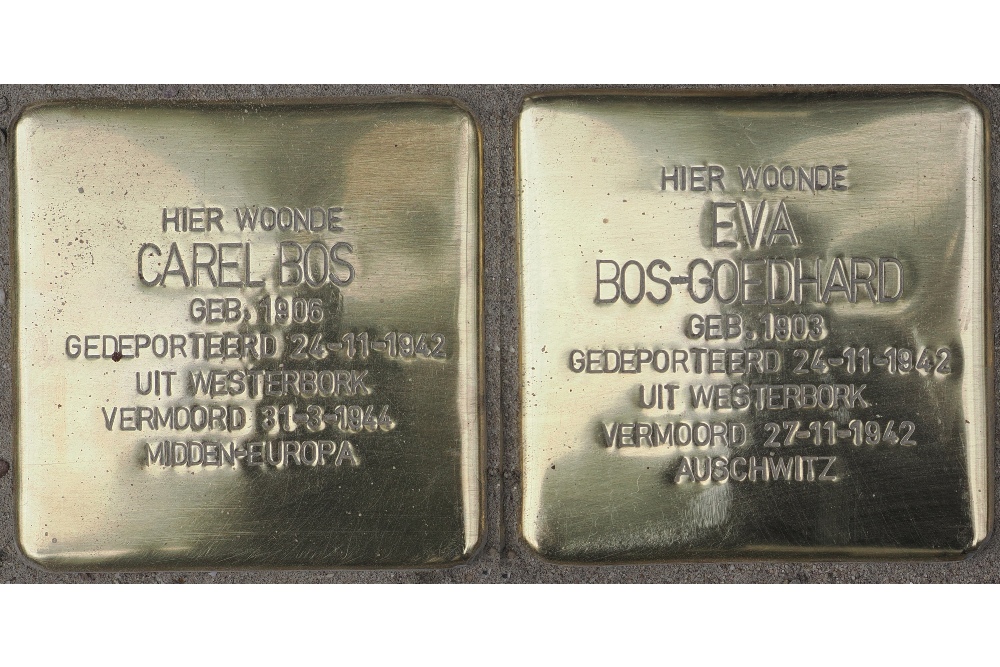 HIER WOONDE
CAREL BOS
GEB. 1906
GEDEPORTEERD 24-11-1942
UIT WESTERBORK
VERMOORD 31-3-1944
MIDDEN-EUROPA
HIER WOONDE
EVA
BOS-GOEDHARD
GEB. 1903
GEDEPORTEERD 24-11-1942
UIT WESTERBORK
VERMOORD 27-11-1942
AUSCHWITZ